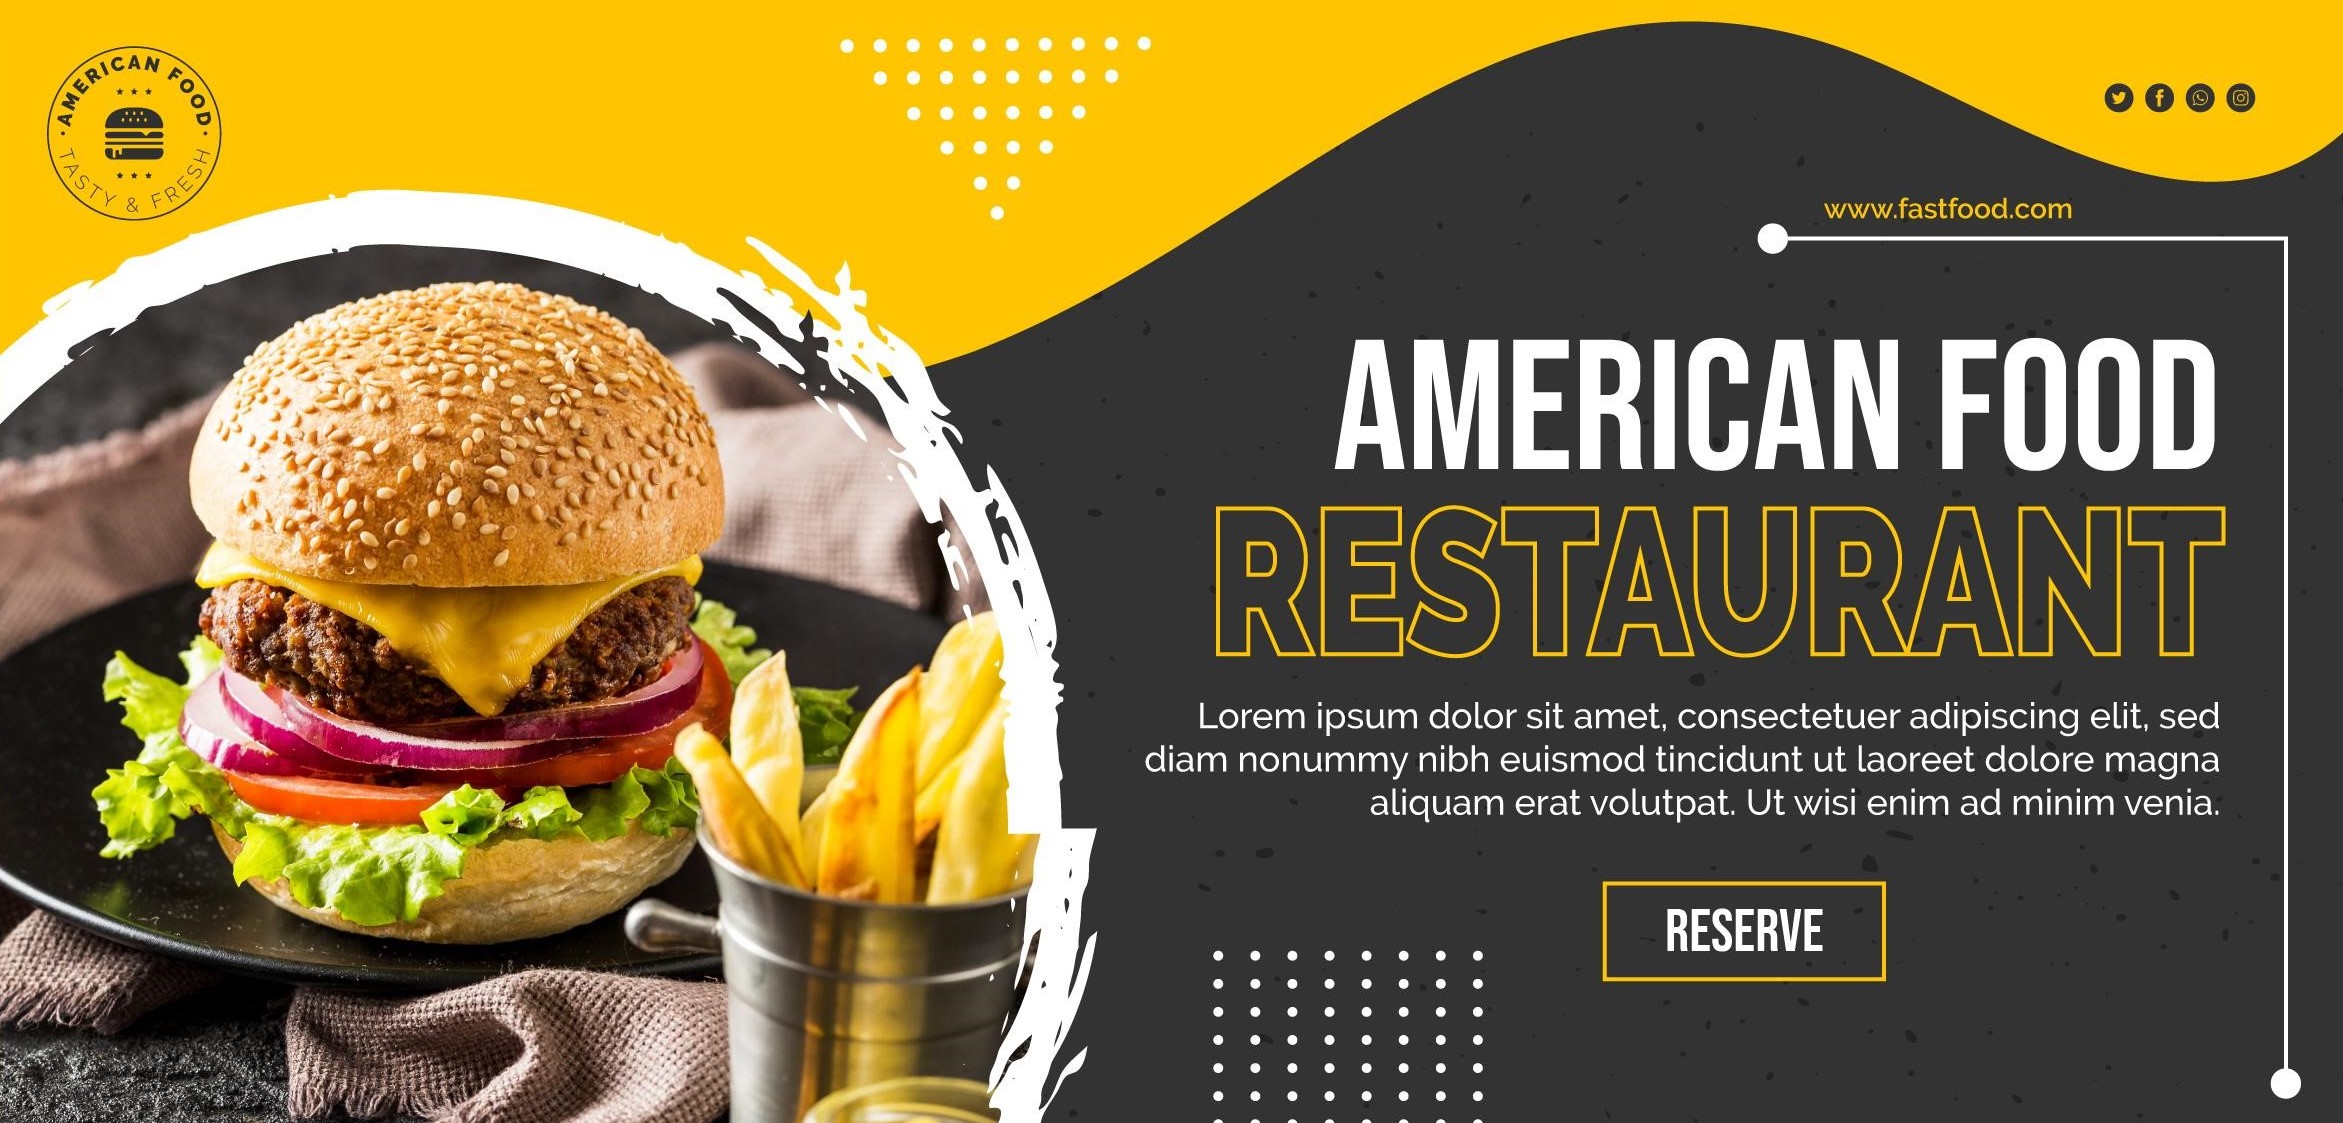 AMERICAN FOOD
TASTY & FRESH
www.fastfood.com
AMERICAN FOOD
RESTAURANT
Lorem ipsum dolor sit amet, consectetuer adipiscing elit, sed
diam nonummy nibh euismod tincidunt ut laoreet dolore magna
aliquam erat volutpat. Ut wisi enim ad minim venia.
RESERVE